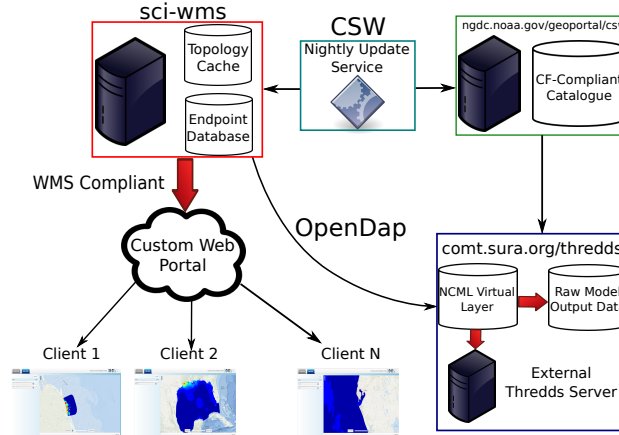 sci-wms
Topology
Cache
Endpoint
Database
CSW
Nightly Update
Service
ngdc.noaa.gov/geoportal/csw
CF-Compliant
Catalogue
WMS Compliant
OpenDap
Custom Web
Portal
comt.sura.org/thredds
NCML Virtual
Layer
Raw Model
Output Data
External
Thredds Server
Client 1
Client 2
Client N